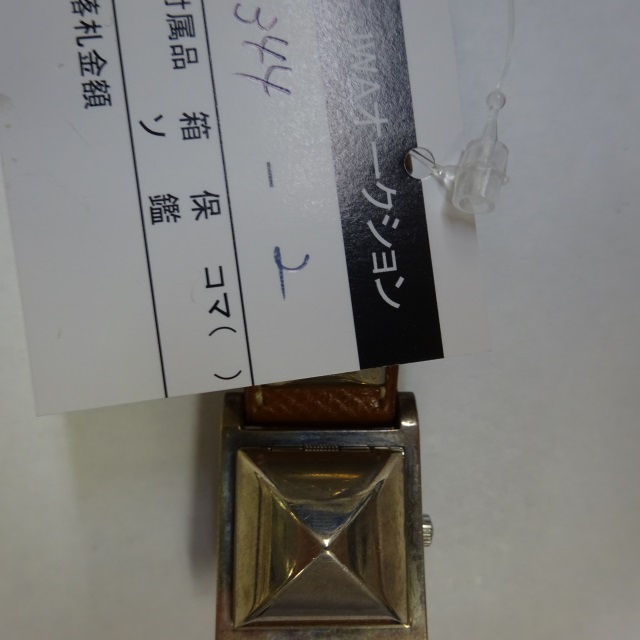 オークション
344 - 2
付属品 箱 保 コマ( )
ソ 鑑
落札金額